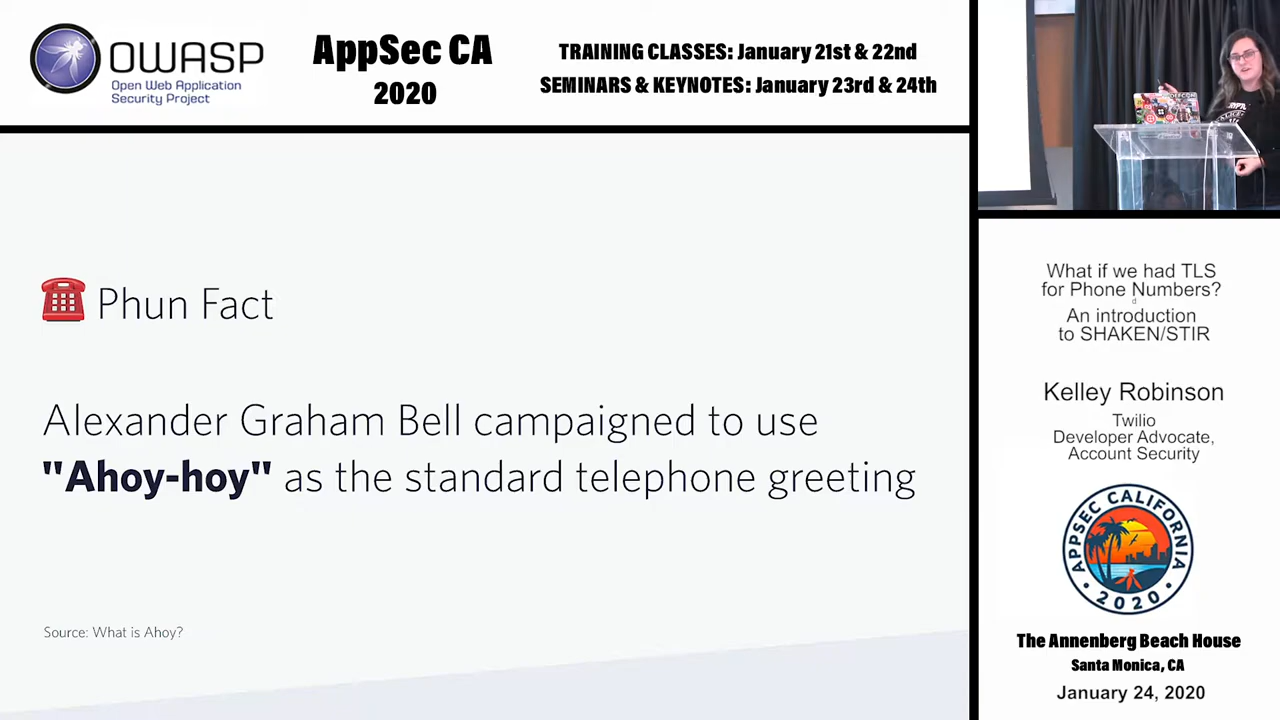 OWASP
Open Web Application
Security Project
AppSec CA
2020
TRAINING CLASSES: January 21st & 22nd
SEMINARS & KEYNOTES: January 23rd & 24th
Phun Fact
Alexander Graham Bell campaigned to use
"Ahoy-hoy" as the standard telephone greeting
Source: What is Ahoy?
What if we had TLS
for Phone Numbers?
d
An introduction
to SHAKEN/STIR
Kelley Robinson
Twilio
Developer Advocate,
Account Security
APPSEC CALIFORNIA
• 2020 •
The Annenberg Beach House
Santa Monica, CA
January 24, 2020